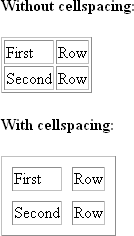 Without cellspacing:
First Row
Second Row
With cellspacing:
First Row
Second Row